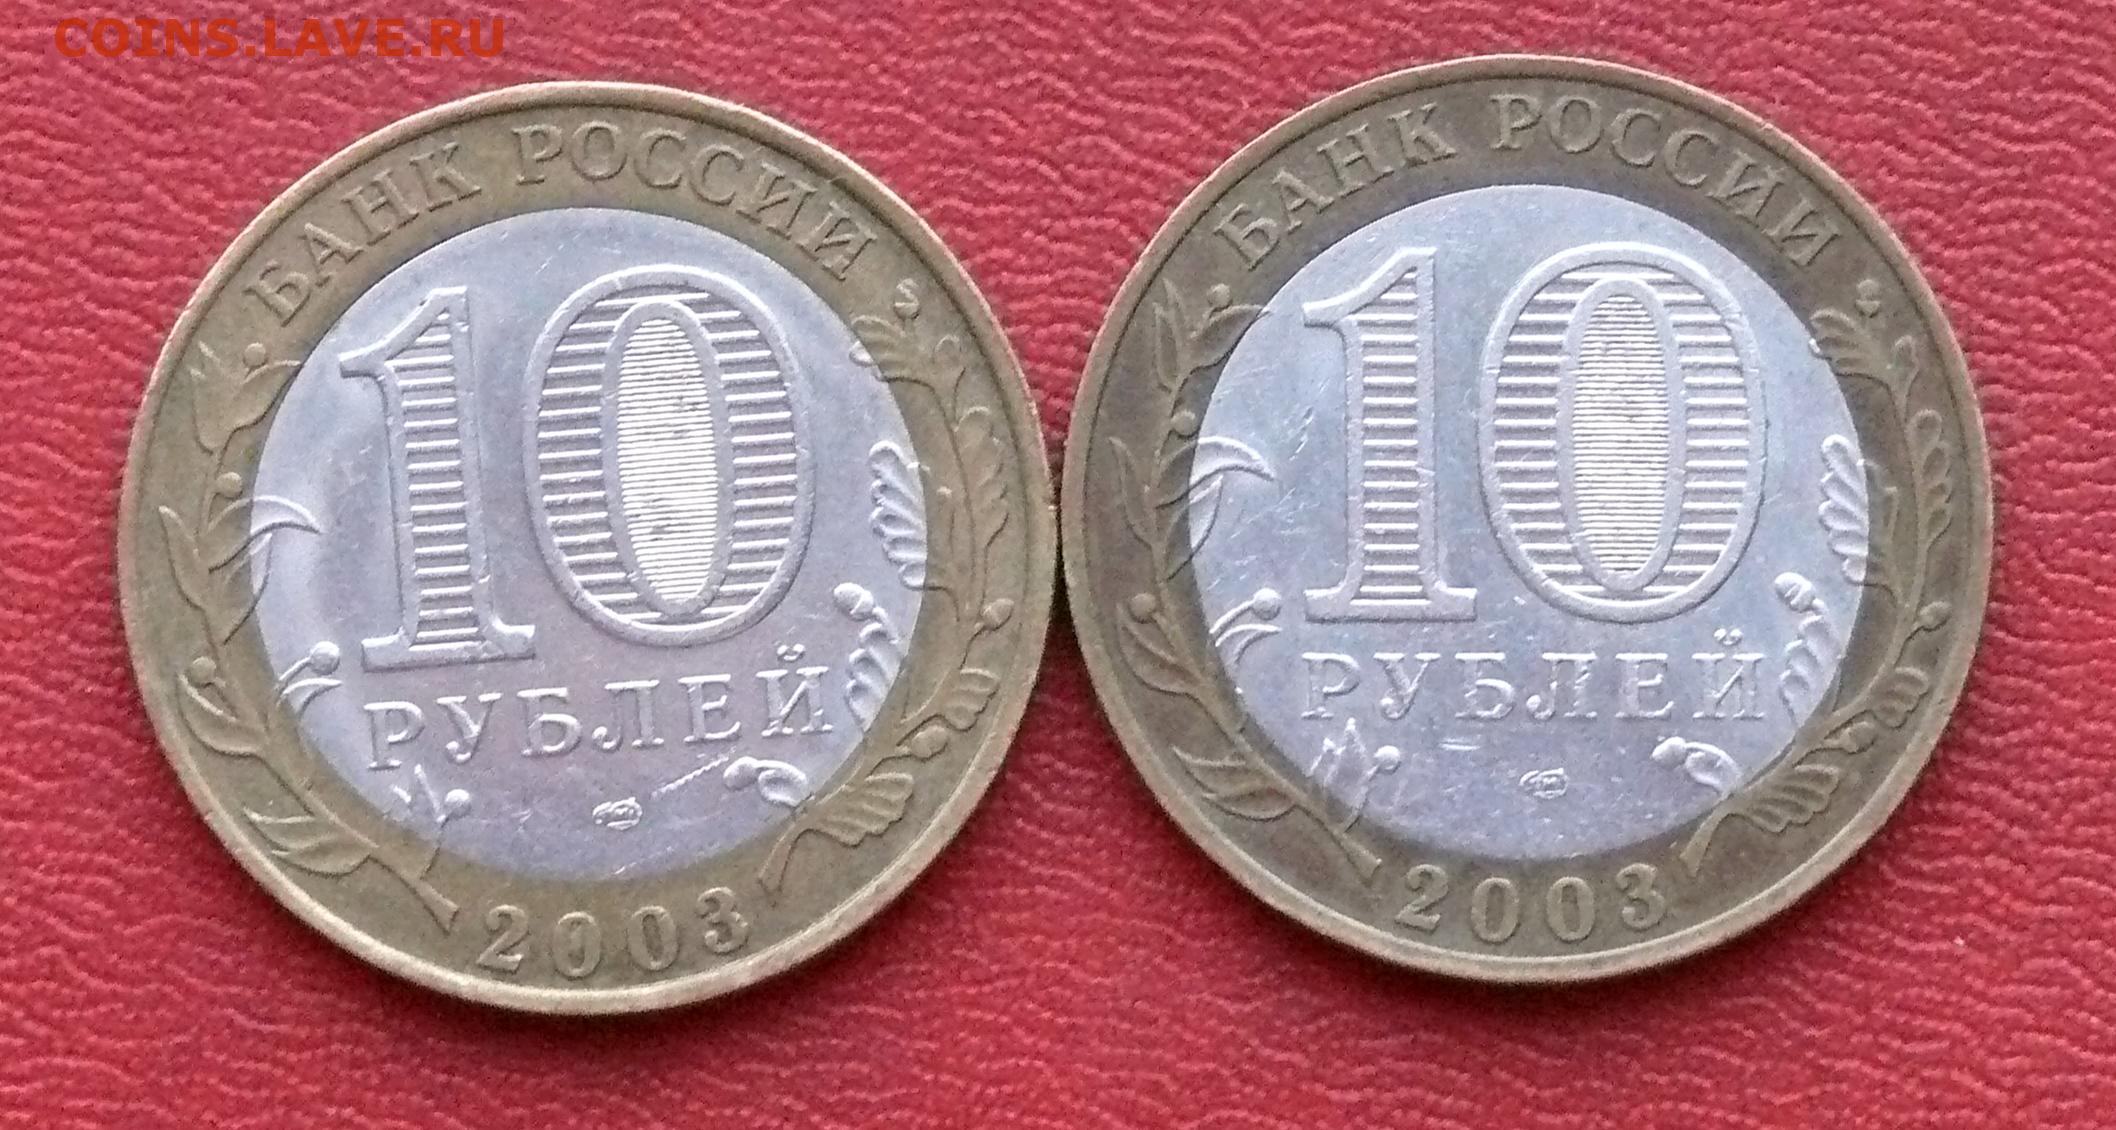 COINS.LAVE.RU
БАНК РОССИИ
10
РУБЛЕЙ
2003
БАНК РОССИИ
10
РУБЛЕЙ
2003